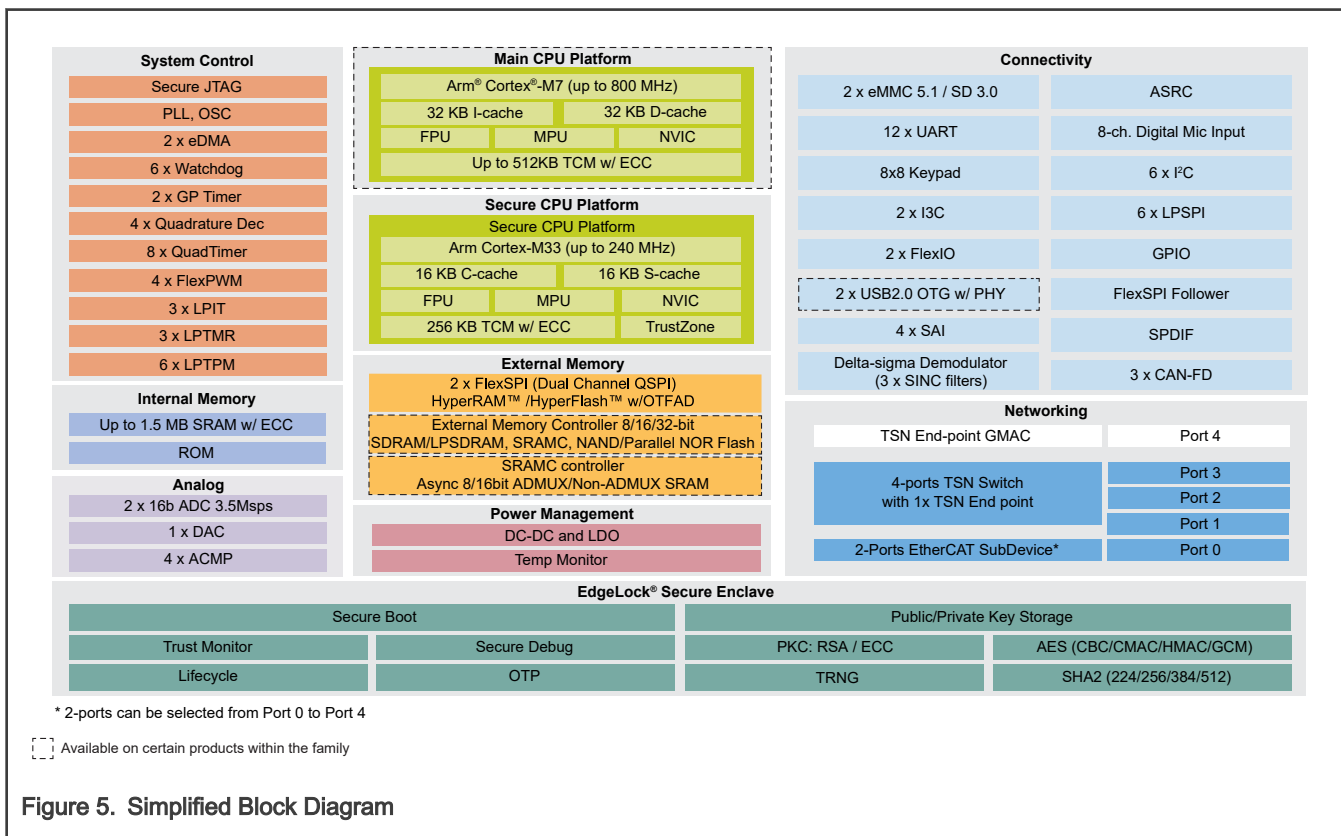 System Control
Secure JTAG
PLL, OSC
2 x eDMA
6 x Watchdog
2 x GP Timer
4 x Quadrature Dec
8 x QuadTimer
4 x FlexPWM
3 x LPIT
3 x LPTMR
6 x LPTPM
Internal Memory
Up to 1.5 MB SRAM w/ ECC
ROM
Analog
2 x 16b ADC 3.5Msps
1 x DAC
4 x ACMP
Main CPU Platform
Arm® Cortex®-M7 (up to 800 MHz)
32 KB I-cache
32 KB D-cache
FPU
MPU
NVIC
Up to 512KB TCM w/ ECC
Secure CPU Platform
Secure CPU Platform
Arm Cortex-M33 (up to 240 MHz)
16 KB C-cache
16 KB S-cache
FPU
MPU
NVIC
256 KB TCM w/ ECC
TrustZone
External Memory
2 x FlexSPI (Dual Channel QSPI)
HyperRAM™ /HyperFlash™ w/OTFAD
External Memory Controller 8/16/32-bit
SDRAM/LPSDRAM, SRAMC, NAND/Parallel NOR Flash
SRAMC controller
Async 8/16bit ADMUX/Non-ADMUX SRAM
Power Management
DC-DC and LDO
Temp Monitor
Connectivity
2 x eMMC 5.1 / SD 3.0
ASRC
12 x UART
8-ch. Digital Mic Input
8x8 Keypad
6 x I²C
2 x I3C
6 x LPSPI
2 x FlexIO
GPIO
2 x USB2.0 OTG w/ PHY
FlexSPI Follower
4 x SAI
SPDIF
Delta-sigma Demodulator
(3 x SINC filters)
3 x CAN-FD
Networking
TSN End-point GMAC
Port 4
4-ports TSN Switch
with 1x TSN End point
Port 3
Port 2
Port 1
2-Ports EtherCAT SubDevice*
Port 0
EdgeLock® Secure Enclave
Secure Boot
Public/Private Key Storage
Trust Monitor
Secure Debug
PKC: RSA / ECC
AES (CBC/CMAC/HMAC/GCM)
Lifecycle
OTP
TRNG
SHA2 (224/256/384/512)
* 2-ports can be selected from Port 0 to Port 4
Available on certain products within the family
Figure 5. Simplified Block Diagram